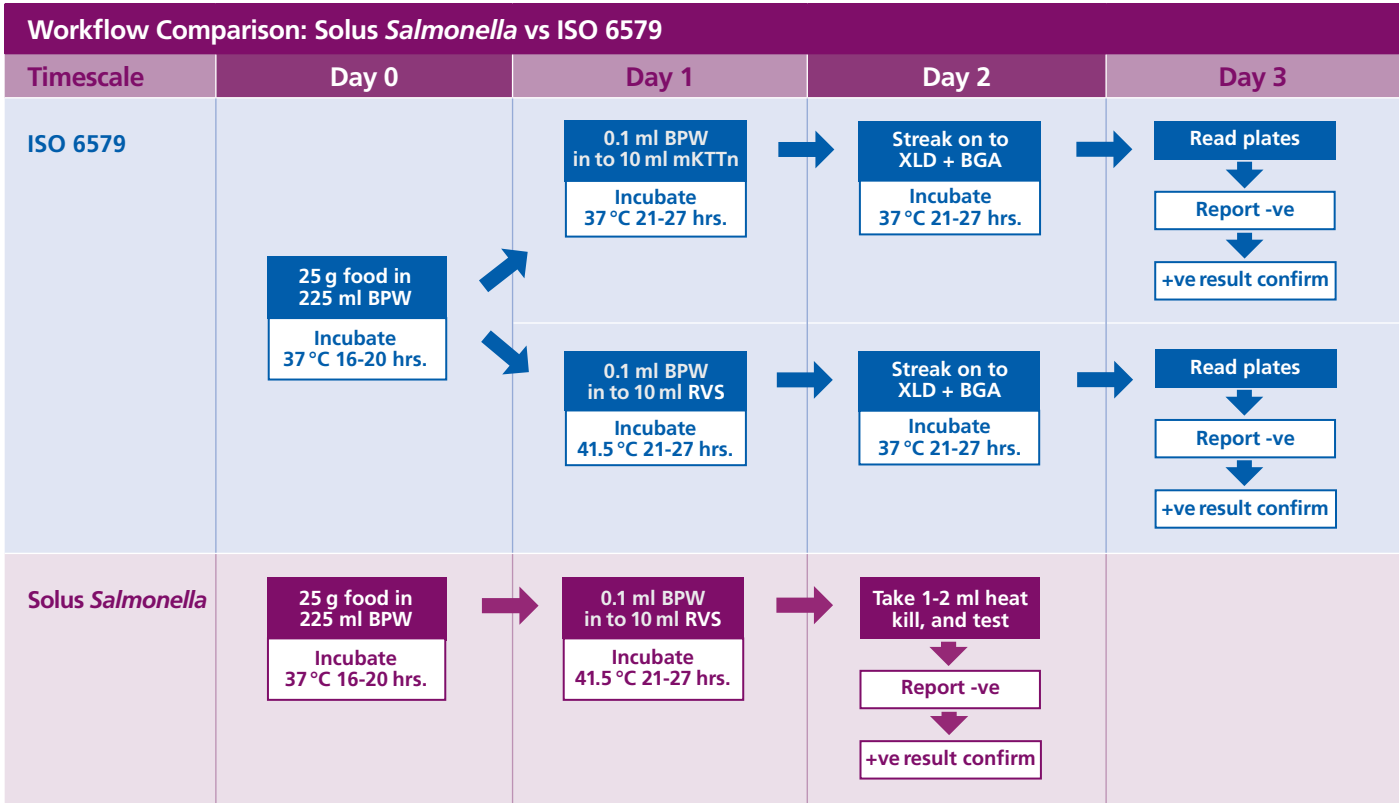 Workflow Comparison: Solus Salmonella vs ISO 6579
Timescale
Day 0
Day 1
Day 2
Day 3
ISO 6579
25 g food in
225 ml BPW
Incubate
37 °C 16-20 hrs.
0.1 ml BPW
in to 10 ml mKTTn
Incubate
37 °C 21-27 hrs.
Streak on to
XLD + BGA
Incubate
37 °C 21-27 hrs.
Read plates
Report -ve
+ve result confirm
0.1 ml BPW
in to 10 ml RVS
Incubate
41.5 °C 21-27 hrs.
Streak on to
XLD + BGA
Incubate
37 °C 21-27 hrs.
Read plates
Report -ve
+ve result confirm
Solus Salmonella
25 g food in
225 ml BPW
Incubate
37 °C 16-20 hrs.
0.1 ml BPW
in to 10 ml RVS
Incubate
41.5 °C 21-27 hrs.
Take 1-2 ml heat
kill, and test
Report -ve
+ve result confirm